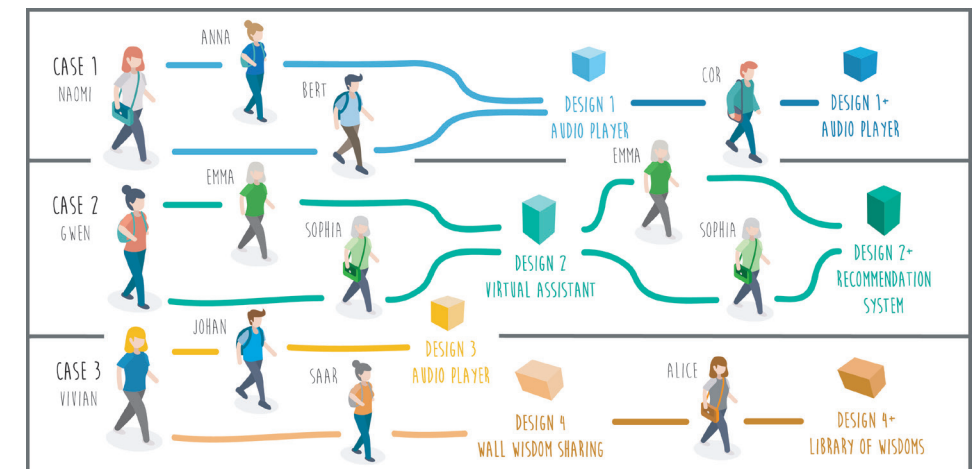 CASE 1
NAOMI
ANNA
BERT
DESIGN 1
AUDIO PLAYER
COR
DESIGN 1+
AUDIO PLAYER
CASE 2
GWEN
EMMA
SOPHIA
DESIGN 2
VIRTUAL ASSISTANT
EMMA
SOPHIA
DESIGN 2+
RECOMMENDATION
SYSTEM
CASE 3
VIVIAN
JOHAN
DESIGN 3
AUDIO PLAYER
SAAR
DESIGN 4
WALL WISDOM SHARING
ALICE
DESIGN 4+
LIBRARY OF WISDOMS